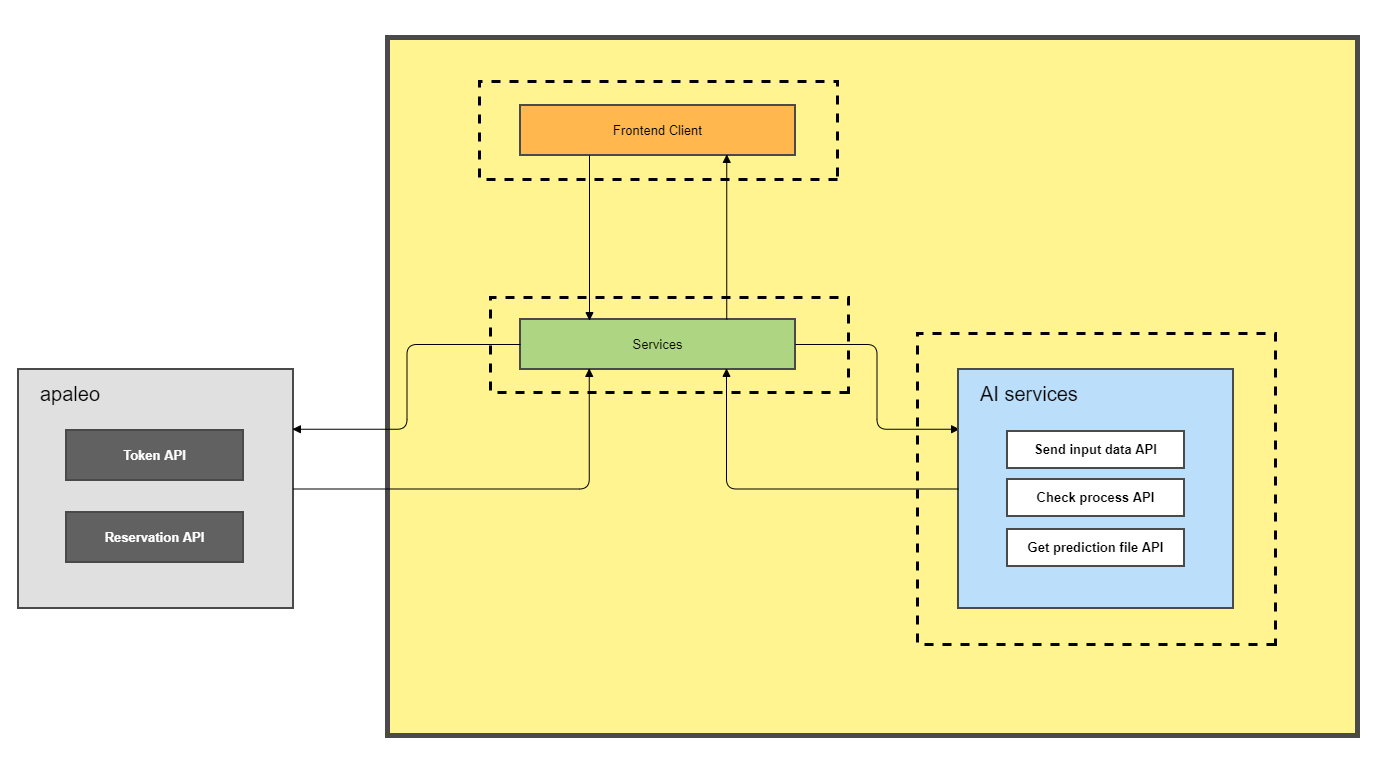 Frontend Client
Services
apaleo
Token API
Reservation API
AI services
Send input data API
Check process API
Get prediction file API